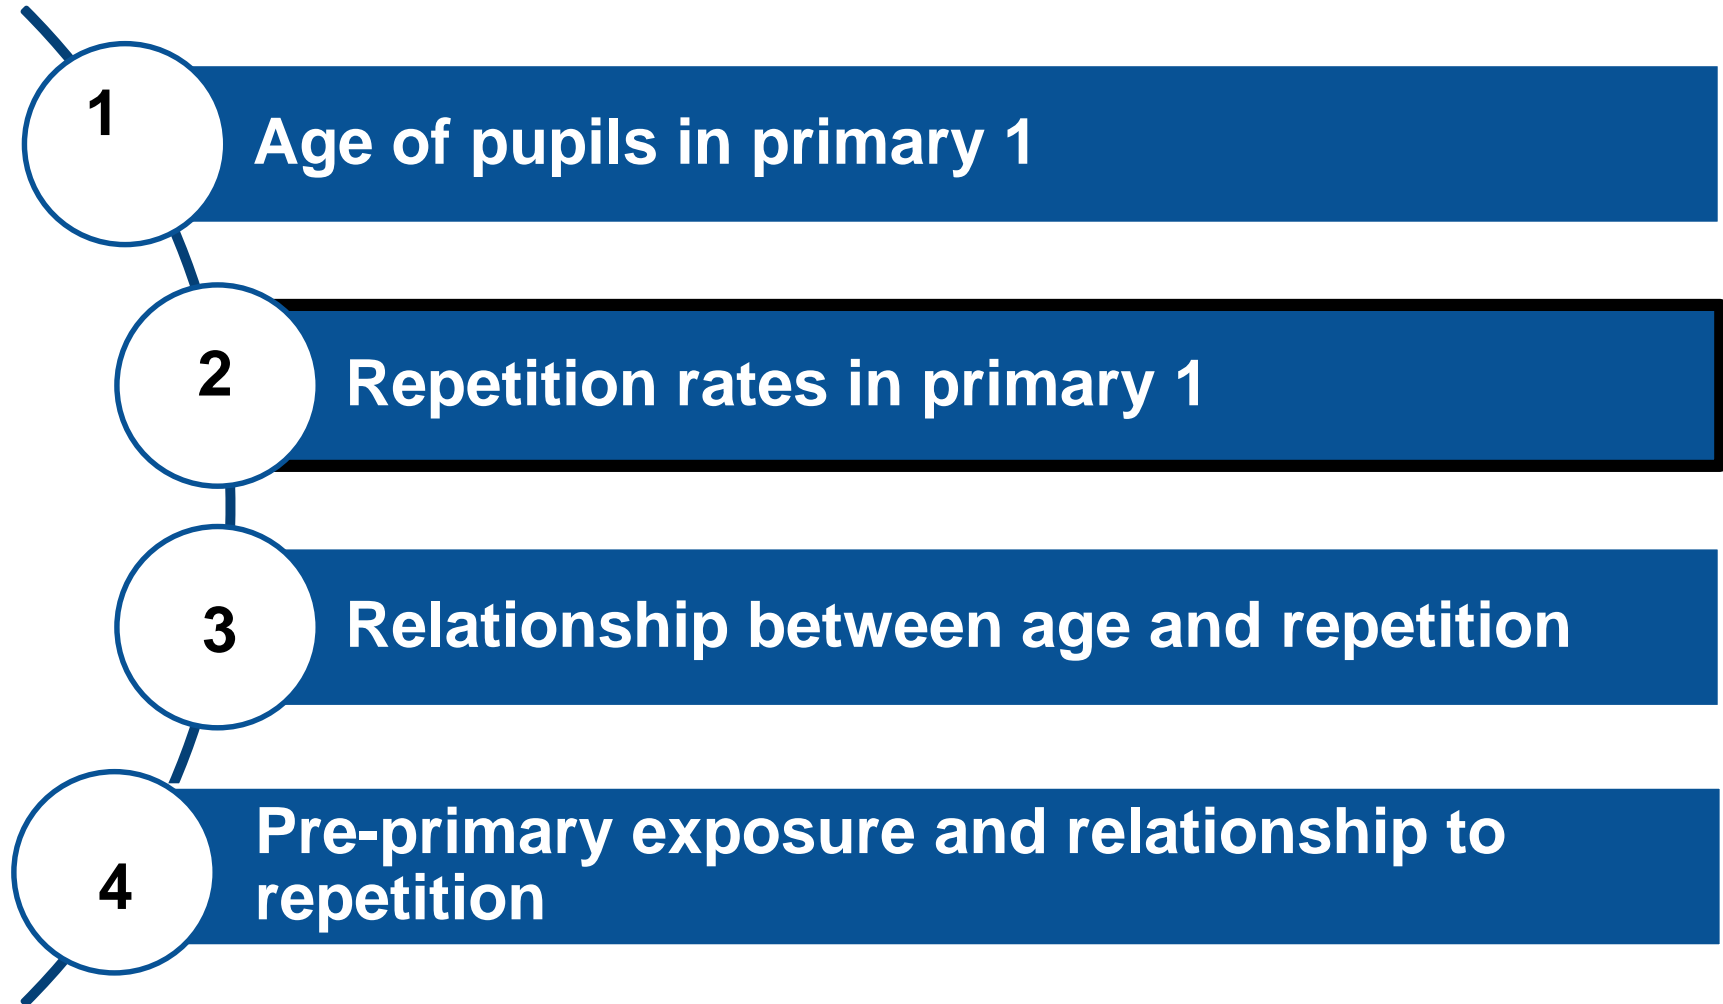 1
Age of pupils in primary 1
2
Repetition rates in primary 1
3
Relationship between age and repetition
4
Pre-primary exposure and relationship to
repetition